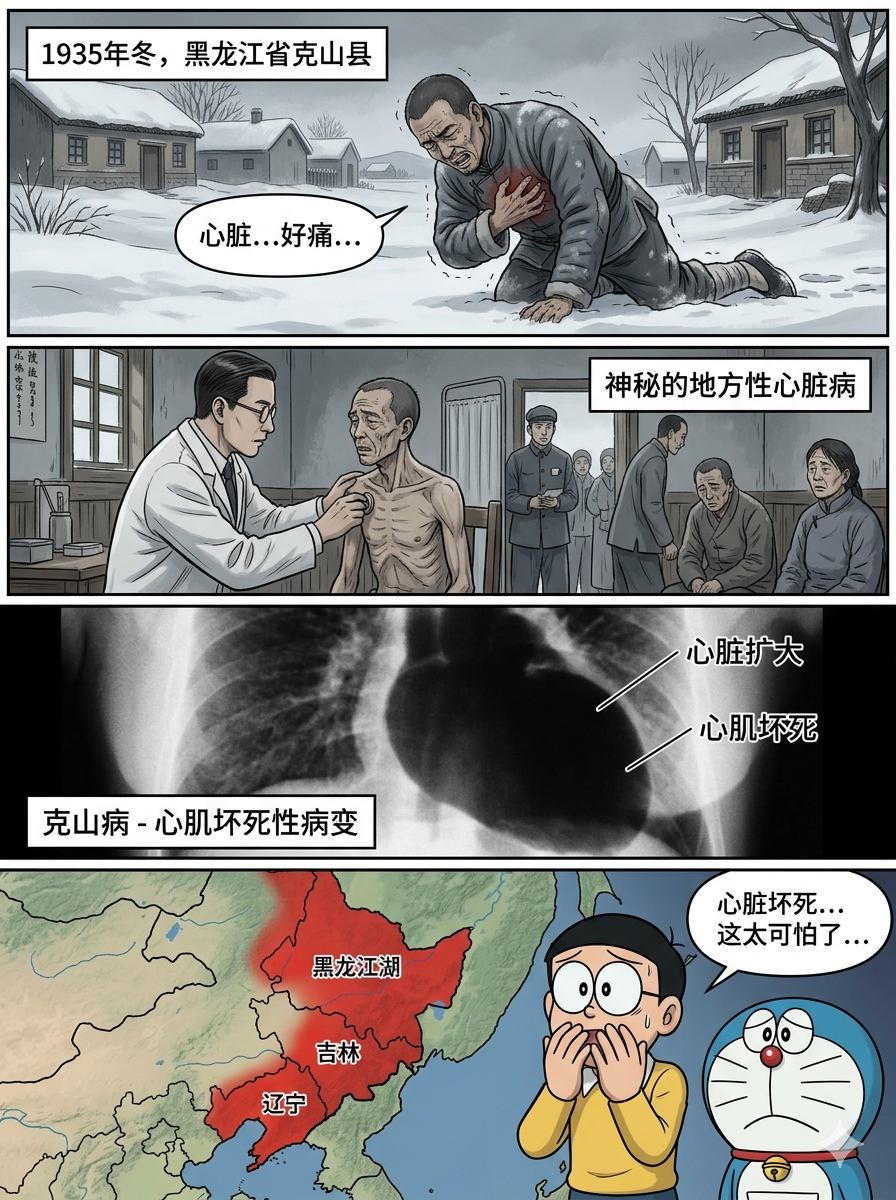 1935年冬，黑龙江省克山县
心脏…好痛…
神秘的地方性心脏病
心脏扩大
心肌坏死
克山病 - 心肌坏死性病变
黑龙江湖
吉林
辽宁
心脏坏死…
这太可怕了…